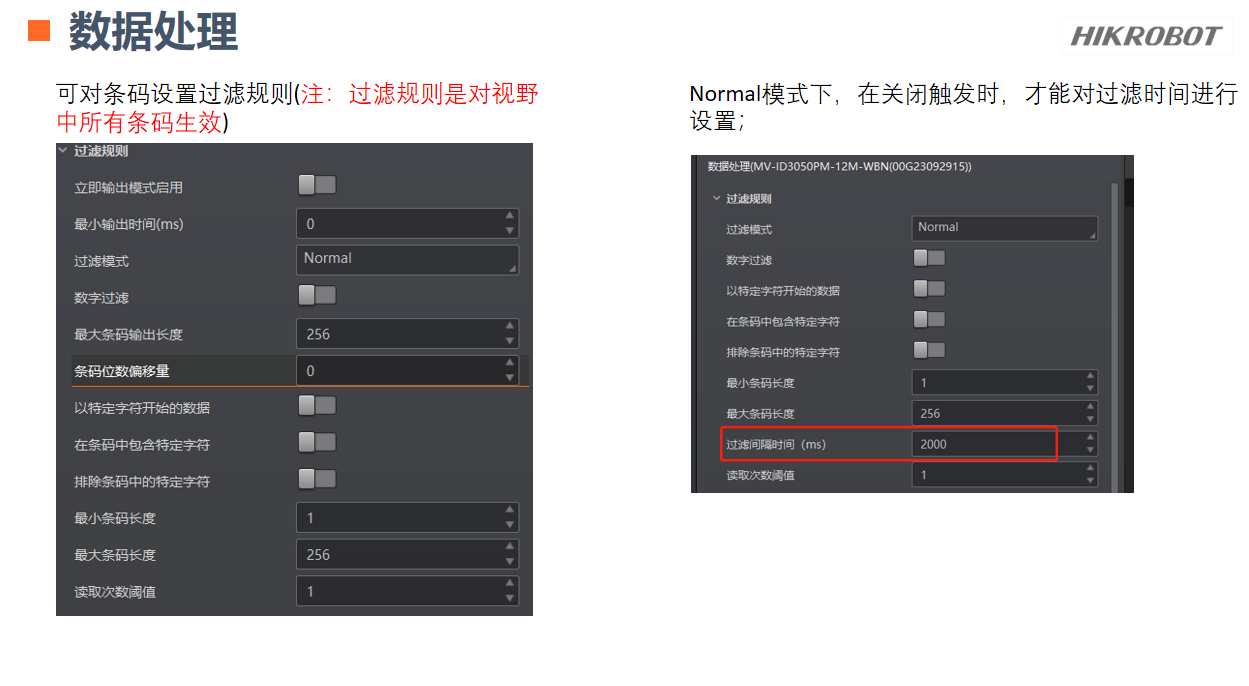 数据处理
HIKROBOT
可对条码设置过滤规则(注：过滤规则是对视野
中所有条码生效)
过滤规则
立即输出模式启用
最小输出时间(ms) 0
过滤模式 Normal
数字过滤
最大条码输出长度 256
条码位数偏移量 0
以特定字符开始的数据
在条码中包含特定字符
排除条码中的特定字符
最小条码长度 1
最大条码长度 256
读取次数阈值 1
Normal模式下，在关闭触发时，才能对过滤时间进行
设置；
数据处理(MV-ID3050PM-12M-WBN(00G23092915))
过滤规则
过滤模式 Normal
数字过滤
以特定字符开始的数据
在条码中包含特定字符
排除条码中的特定字符
最小条码长度 1
最大条码长度 256
过滤间隔时间（ms） 2000
读取次数阈值 1